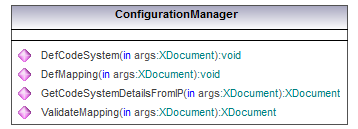 ConfigurationManager
DefCodeSystem(in args:XDocument):void
DefMapping(in args:XDocument):void
GetCodeSystemDetailsFromIP(in args:XDocument):XDocument
ValidateMapping(in args:XDocument):XDocument